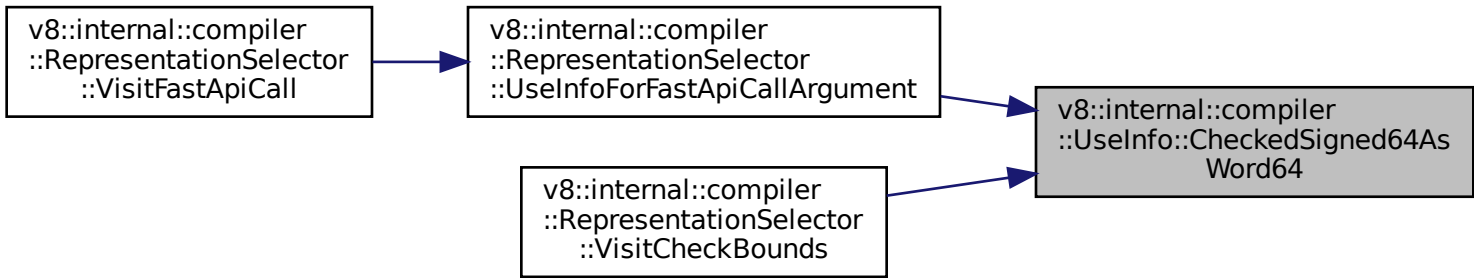 v8::internal::compiler
::RepresentationSelector
::VisitFastApiCall
v8::internal::compiler
::RepresentationSelector
::UseInfoForFastApiCallArgument
v8::internal::compiler
::UseInfo::CheckedSigned64As
Word64
v8::internal::compiler
::RepresentationSelector
::VisitCheckBounds